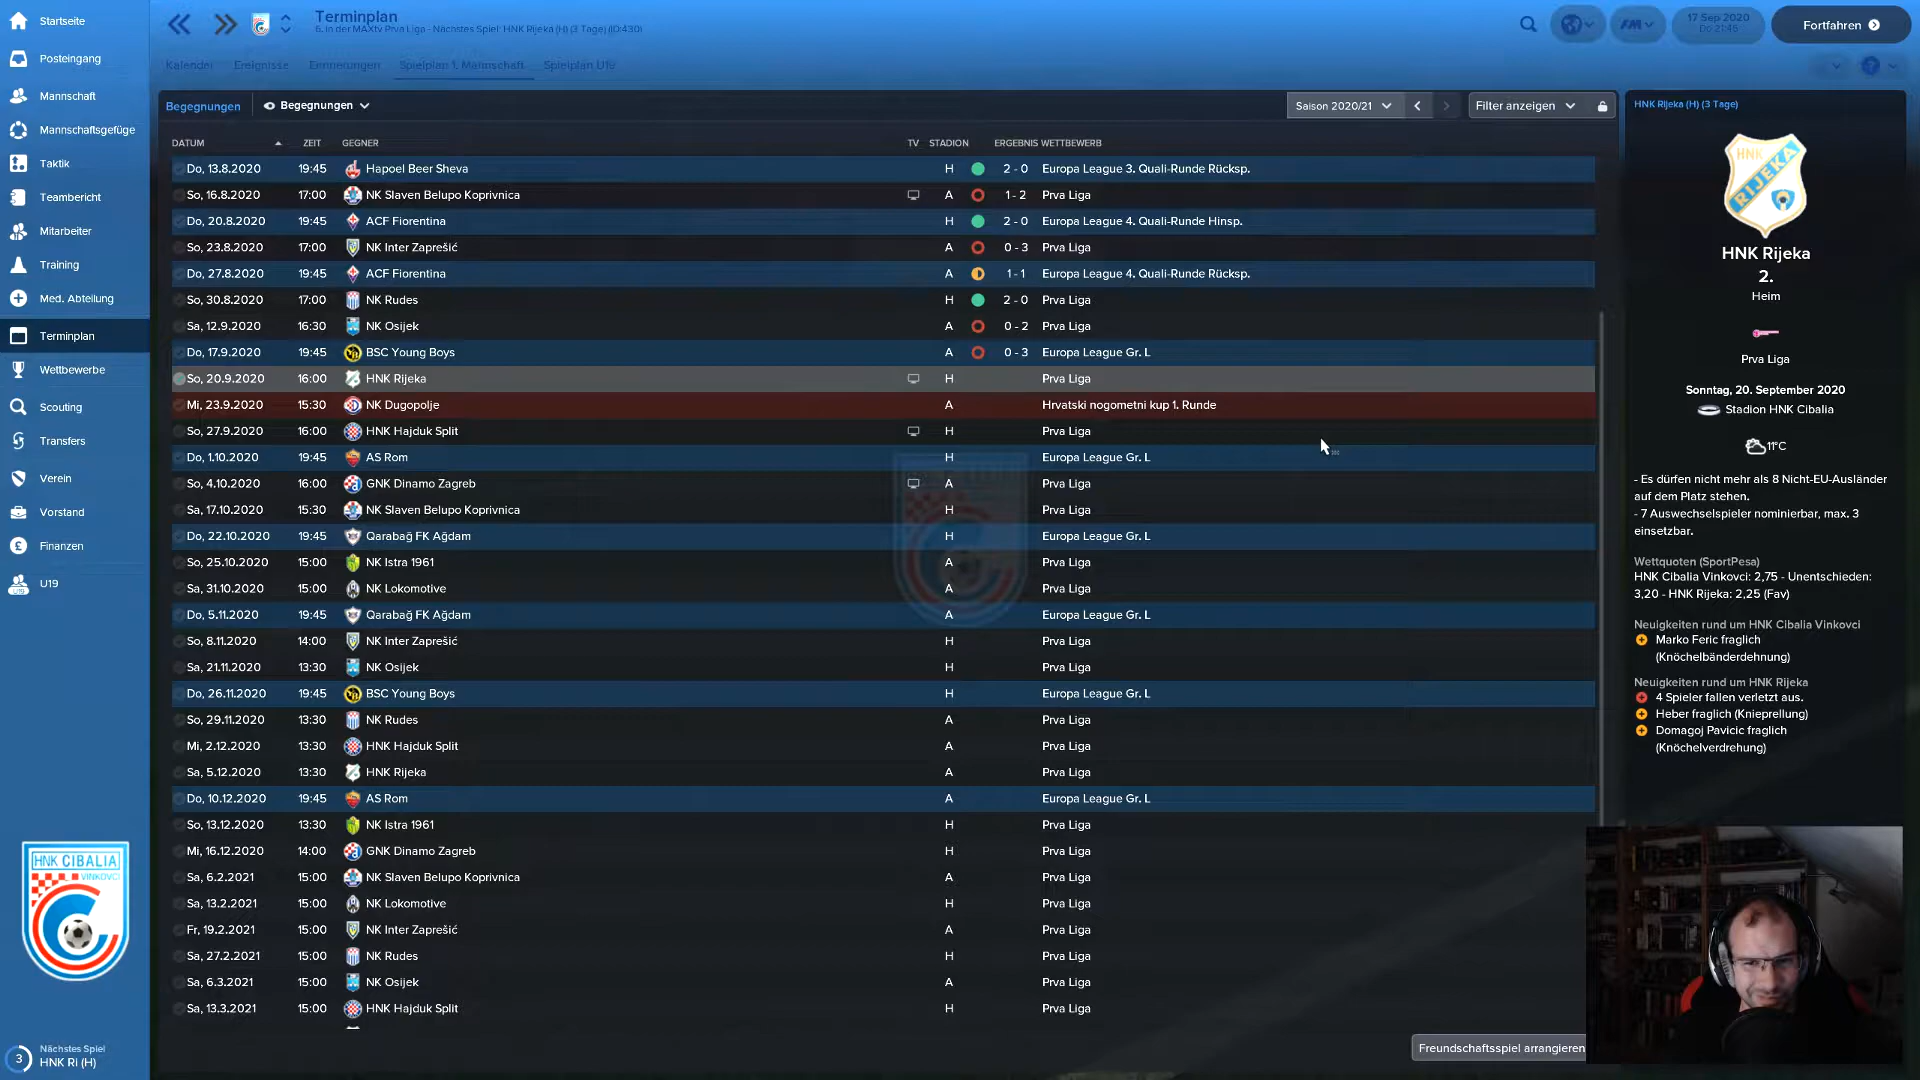 Startseite
Posteingang
Mannschaft
Mannschaftsgefüge
Taktik
Teambericht
Mitarbeiter
Training
Med. Abteilung
Terminplan
Wettbewerbe
Scouting
Transfers
Verein
Vorstand
Finanzen
U19
HNK CIBALIA
VINKOVCI
3
Nächstes Spiel
HNK Ri (H)
Terminplan
6. in der MAXtv Prva Liga - Nächstes Spiel: HNK Rijeka (H) (3 Tage) (ID:430)
FM
17 Sep 2020
Do 21:45
Fortfahren
Kalender Ereignisse Erinnerungen Spielplan 1. Mannschaft Spielplan U19
Begegnungen Begegnungen Saison 2020/21 Filter anzeigen
DATUM ZEIT GEGNER TV STADION ERGEBNIS WETTBEWERB
Do, 13.8.2020 19:45 Hapoel Beer Sheva H 2 - 0 Europa League 3. Quali-Runde Rücksp.
So, 16.8.2020 17:00 NK Slaven Belupo Koprivnica A 1 - 2 Prva Liga
Do, 20.8.2020 19:45 ACF Fiorentina H 2 - 0 Europa League 4. Quali-Runde Hinsp.
So, 23.8.2020 17:00 NK Inter Zaprešić A 0 - 3 Prva Liga
Do, 27.8.2020 19:45 ACF Fiorentina A 1 - 1 Europa League 4. Quali-Runde Rücksp.
So, 30.8.2020 17:00 NK Rudes H 2 - 0 Prva Liga
Sa, 12.9.2020 16:30 NK Osijek A 0 - 2 Prva Liga
Do, 17.9.2020 19:45 BSC Young Boys A 0 - 3 Europa League Gr. L
So, 20.9.2020 16:00 HNK Rijeka H Prva Liga
Mi, 23.9.2020 15:30 NK Dugopolje A Hrvatski nogometni kup 1. Runde
So, 27.9.2020 16:00 HNK Hajduk Split H Prva Liga
Do, 1.10.2020 19:45 AS Rom H Europa League Gr. L
So, 4.10.2020 16:00 GNK Dinamo Zagreb A Prva Liga
Sa, 17.10.2020 15:30 NK Slaven Belupo Koprivnica H Prva Liga
Do, 22.10.2020 19:45 Qarabağ FK Ağdam H Europa League Gr. L
So, 25.10.2020 15:00 NK Istra 1961 A Prva Liga
Sa, 31.10.2020 15:00 NK Lokomotive A Prva Liga
Do, 5.11.2020 19:45 Qarabağ FK Ağdam A Europa League Gr. L
So, 8.11.2020 14:00 NK Inter Zaprešić H Prva Liga
Sa, 21.11.2020 13:30 NK Osijek H Prva Liga
Do, 26.11.2020 19:45 BSC Young Boys H Europa League Gr. L
So, 29.11.2020 13:30 NK Rudes A Prva Liga
Mi, 2.12.2020 13:30 HNK Hajduk Split A Prva Liga
Sa, 5.12.2020 13:30 HNK Rijeka A Prva Liga
Do, 10.12.2020 19:45 AS Rom A Europa League Gr. L
So, 13.12.2020 13:30 NK Istra 1961 H Prva Liga
Mi, 16.12.2020 14:00 GNK Dinamo Zagreb H Prva Liga
Sa, 6.2.2021 15:00 NK Slaven Belupo Koprivnica A Prva Liga
Sa, 13.2.2021 15:00 NK Lokomotive H Prva Liga
Fr, 19.2.2021 15:00 NK Inter Zaprešić A Prva Liga
Sa, 27.2.2021 15:00 NK Rudes H Prva Liga
Sa, 6.3.2021 15:00 NK Osijek A Prva Liga
Sa, 13.3.2021 15:00 HNK Hajduk Split H Prva Liga
Freundschaftsspiel arrangieren
HNK Rijeka (H) (3 Tage)
HNK
RIJEKA
HNK Rijeka
2.
Heim
Prva Liga
Sonntag, 20. September 2020
Stadion HNK Cibalia
11°C
- Es dürfen nicht mehr als 8 Nicht-EU-Ausländer
auf dem Platz stehen.
- 7 Auswechselspieler nominierbar, max. 3
einsetzbar.
Wettquoten (SportPesa)
HNK Cibalia Vinkovci: 2,75 - Unentschieden:
3,20 - HNK Rijeka: 2,25 (Fav)
Neuigkeiten rund um HNK Cibalia Vinkovci
Marko Feric fraglich
(Knöchelbänderdehnung)
Neuigkeiten rund um HNK Rijeka
4 Spieler fallen verletzt aus.
Heber fraglich (Knieprellung)
Domagoj Pavicic fraglich
(Knöchelverdrehung)